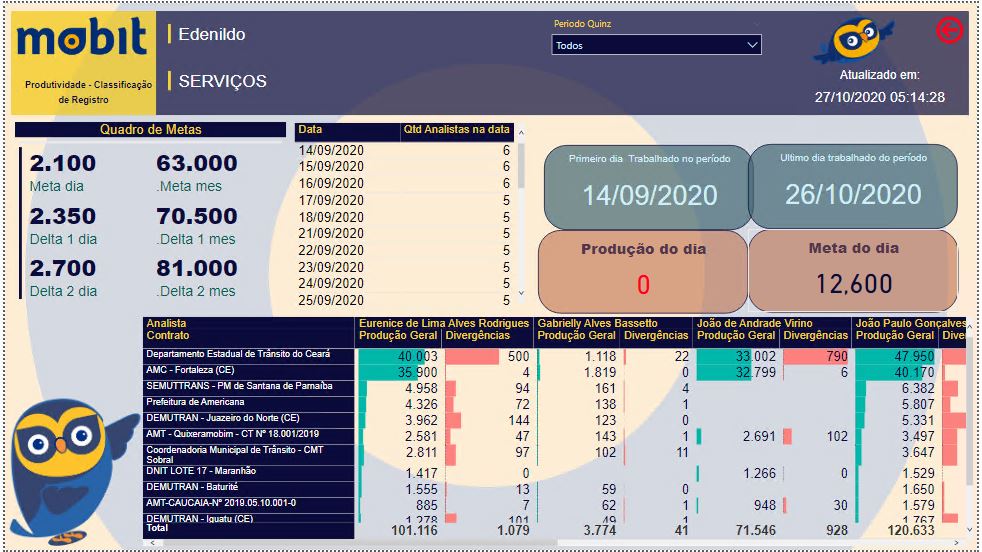 mobit
Produtividade - Classificação
de Registro
Edenildo
SERVIÇOS
Periodo Quinz
Todos
Atualizado em:
27/10/2020 05:14:28
Quadro de Metas
2.100 63.000
Meta dia .Meta mes
2.350 70.500
Delta 1 dia .Delta 1 mes
2.700 81.000
Delta 2 dia .Delta 2 mes
Data Qtd Analistas na data
14/09/2020 6
15/09/2020 6
16/09/2020 6
17/09/2020 5
18/09/2020 5
21/09/2020 5
22/09/2020 5
23/09/2020 5
24/09/2020 5
25/09/2020 5
Primeiro dia Trabalhado no período
14/09/2020
Ultimo dia trabalhado do período
26/10/2020
Produção do dia
0
Meta do dia
12,600
Analista Eurenice de Lima Alves Rodrigues Gabrielly Alves Bassetto João de Andrade Virino João Paulo Gonçalves
Contrato Produção Geral Divergências Produção Geral Divergências Produção Geral Divergências Produção Geral Diverg
Departamento Estadual de Trânsito do Ceará 40.003 500 1.118 22 33.002 790 47.950
AMC - Fortaleza (CE) 35.900 4 1.819 0 32.799 6 40.170
SEMUTTRANS - PM de Santana de Parnaíba 4.958 94 161 4 6.382
Prefeitura de Americana 4.326 72 138 1 5.807
DEMUTRAN - Juazeiro do Norte (CE) 3.962 144 123 0 5.331
AMT - Quixeramobim - CT Nº 18.001/2019 2.581 47 143 1 2.691 102 3.497
Coordenadoria Municipal de Trânsito - CMT
Sobral 2.811 97 102 11 3.647
DNIT LOTE 17 - Maranhão 1.417 0 1.266 0 1.529
DEMUTRAN - Baturité 1.555 13 59 0 1.650
AMT-CAUCAIA-Nº 2019.05.10.001-0 885 7 62 1 948 30 1.579
DEMUTRAN - Iguatu (CE) 1.278 101 49 1 1.767
Total 101.116 1.079 3.774 41 71.546 928 120.633